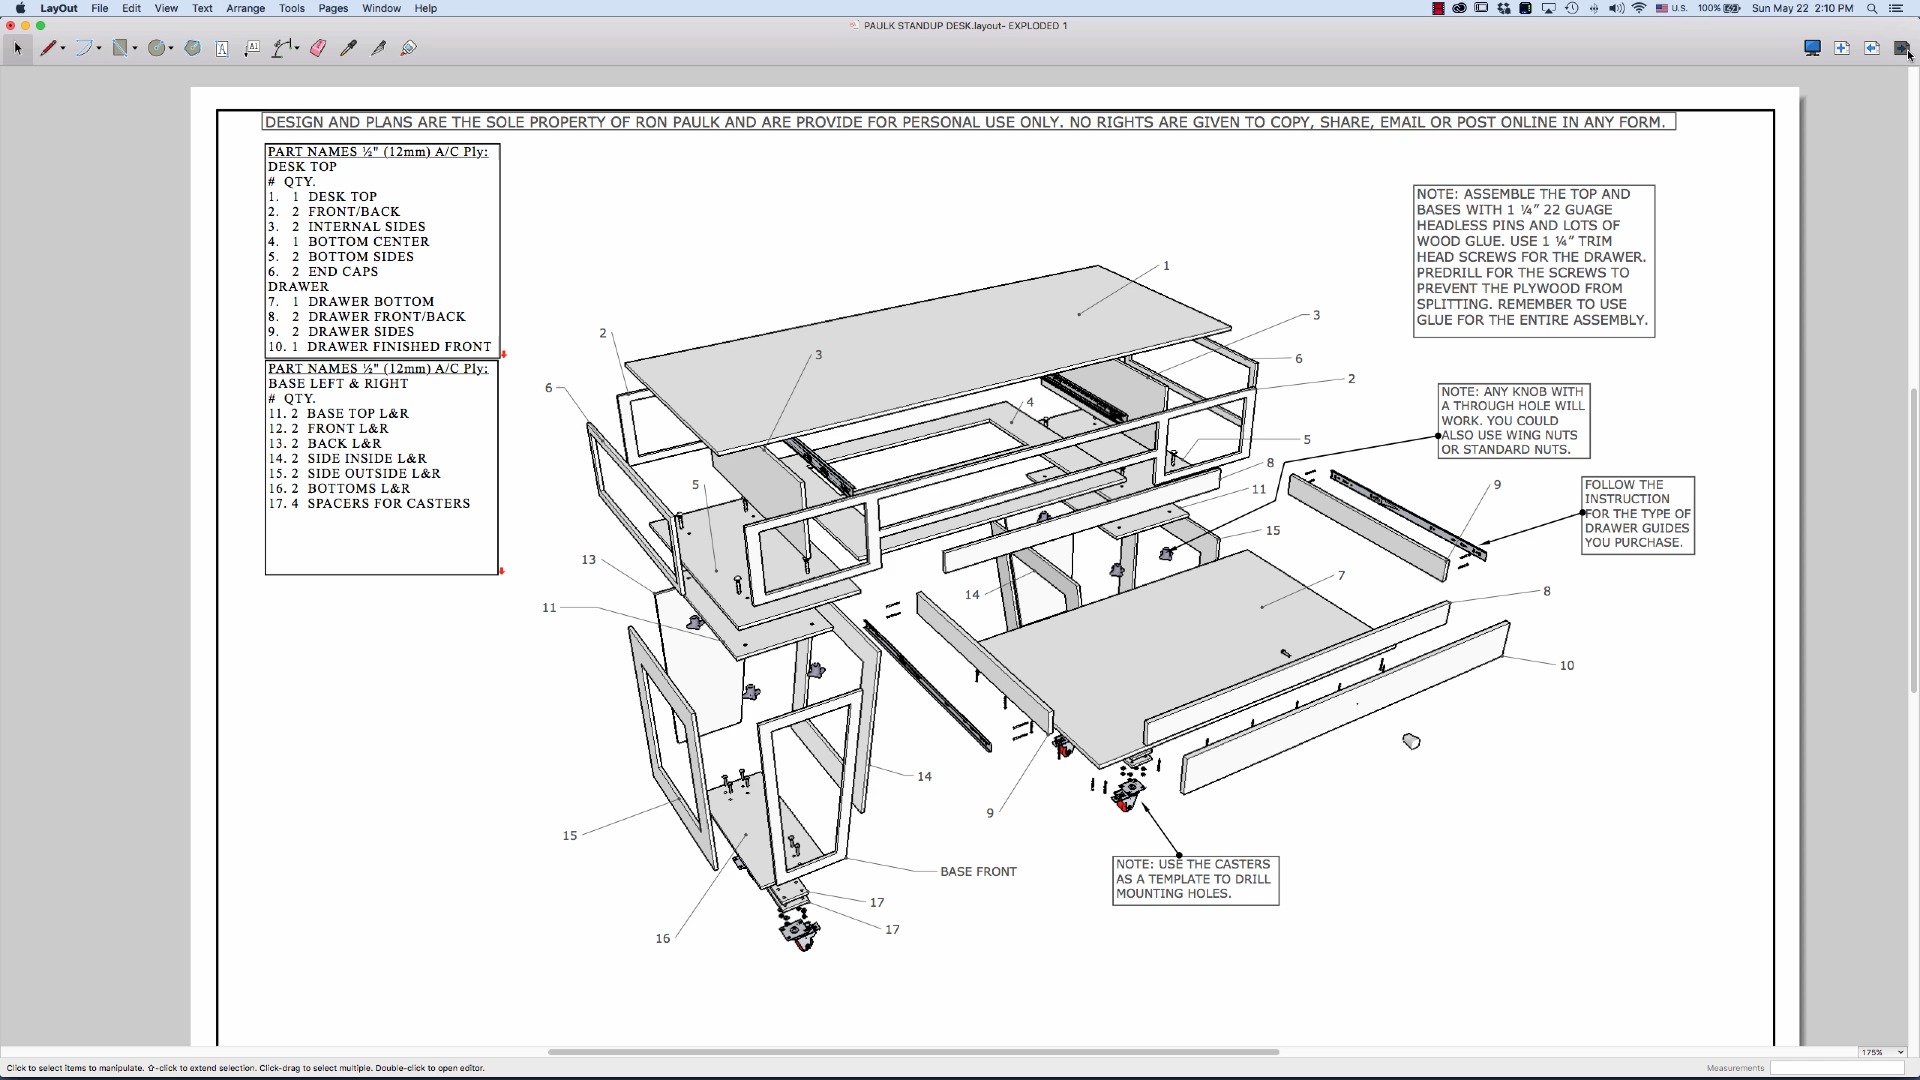 LayOut File Edit View Text Arrange Tools Pages Window Help
U.S. 100% Sun May 22 2:10 PM
PAULK STANDUP DESK.layout- EXPLODED 1
DESIGN AND PLANS ARE THE SOLE PROPERTY OF RON PAULK AND ARE PROVIDE FOR PERSONAL USE ONLY. NO RIGHTS ARE GIVEN TO COPY, SHARE, EMAIL OR POST ONLINE IN ANY FORM.
PART NAMES ½" (12mm) A/C Ply:
DESK TOP
# QTY.
1. 1 DESK TOP
2. 2 FRONT/BACK
3. 2 INTERNAL SIDES
4. 1 BOTTOM CENTER
5. 2 BOTTOM SIDES
6. 2 END CAPS
DRAWER
7. 1 DRAWER BOTTOM
8. 2 DRAWER FRONT/BACK
9. 2 DRAWER SIDES
10. 1 DRAWER FINISHED FRONT
PART NAMES ½" (12mm) A/C Ply:
BASE LEFT & RIGHT
# QTY.
11. 2 BASE TOP L&R
12. 2 FRONT L&R
13. 2 BACK L&R
14. 2 SIDE INSIDE L&R
15. 2 SIDE OUTSIDE L&R
16. 2 BOTTOMS L&R
17. 4 SPACERS FOR CASTERS
NOTE: ASSEMBLE THE TOP AND
BASES WITH 1 ¼" 22 GUAGE
HEADLESS PINS AND LOTS OF
WOOD GLUE. USE 1 ¼" TRIM
HEAD SCREWS FOR THE DRAWER.
PREDRILL FOR THE SCREWS TO
PREVENT THE PLYWOOD FROM
SPLITTING. REMEMBER TO USE
GLUE FOR THE ENTIRE ASSEMBLY.
NOTE: ANY KNOB WITH
A THROUGH HOLE WILL
WORK. YOU COULD
ALSO USE WING NUTS
OR STANDARD NUTS.
FOLLOW THE
INSTRUCTION
FOR THE TYPE OF
DRAWER GUIDES
YOU PURCHASE.
1
3
2
3
6
2
6
4
5
8
5
11
9
15
13
7
14
8
11
10
14
9
15
BASE FRONT
NOTE: USE THE CASTERS
AS A TEMPLATE TO DRILL
MOUNTING HOLES.
17
17
16
175%
Click to select items to manipulate. ⇧-click to extend selection. Click-drag to select multiple. Double-click to open editor.
Measurements